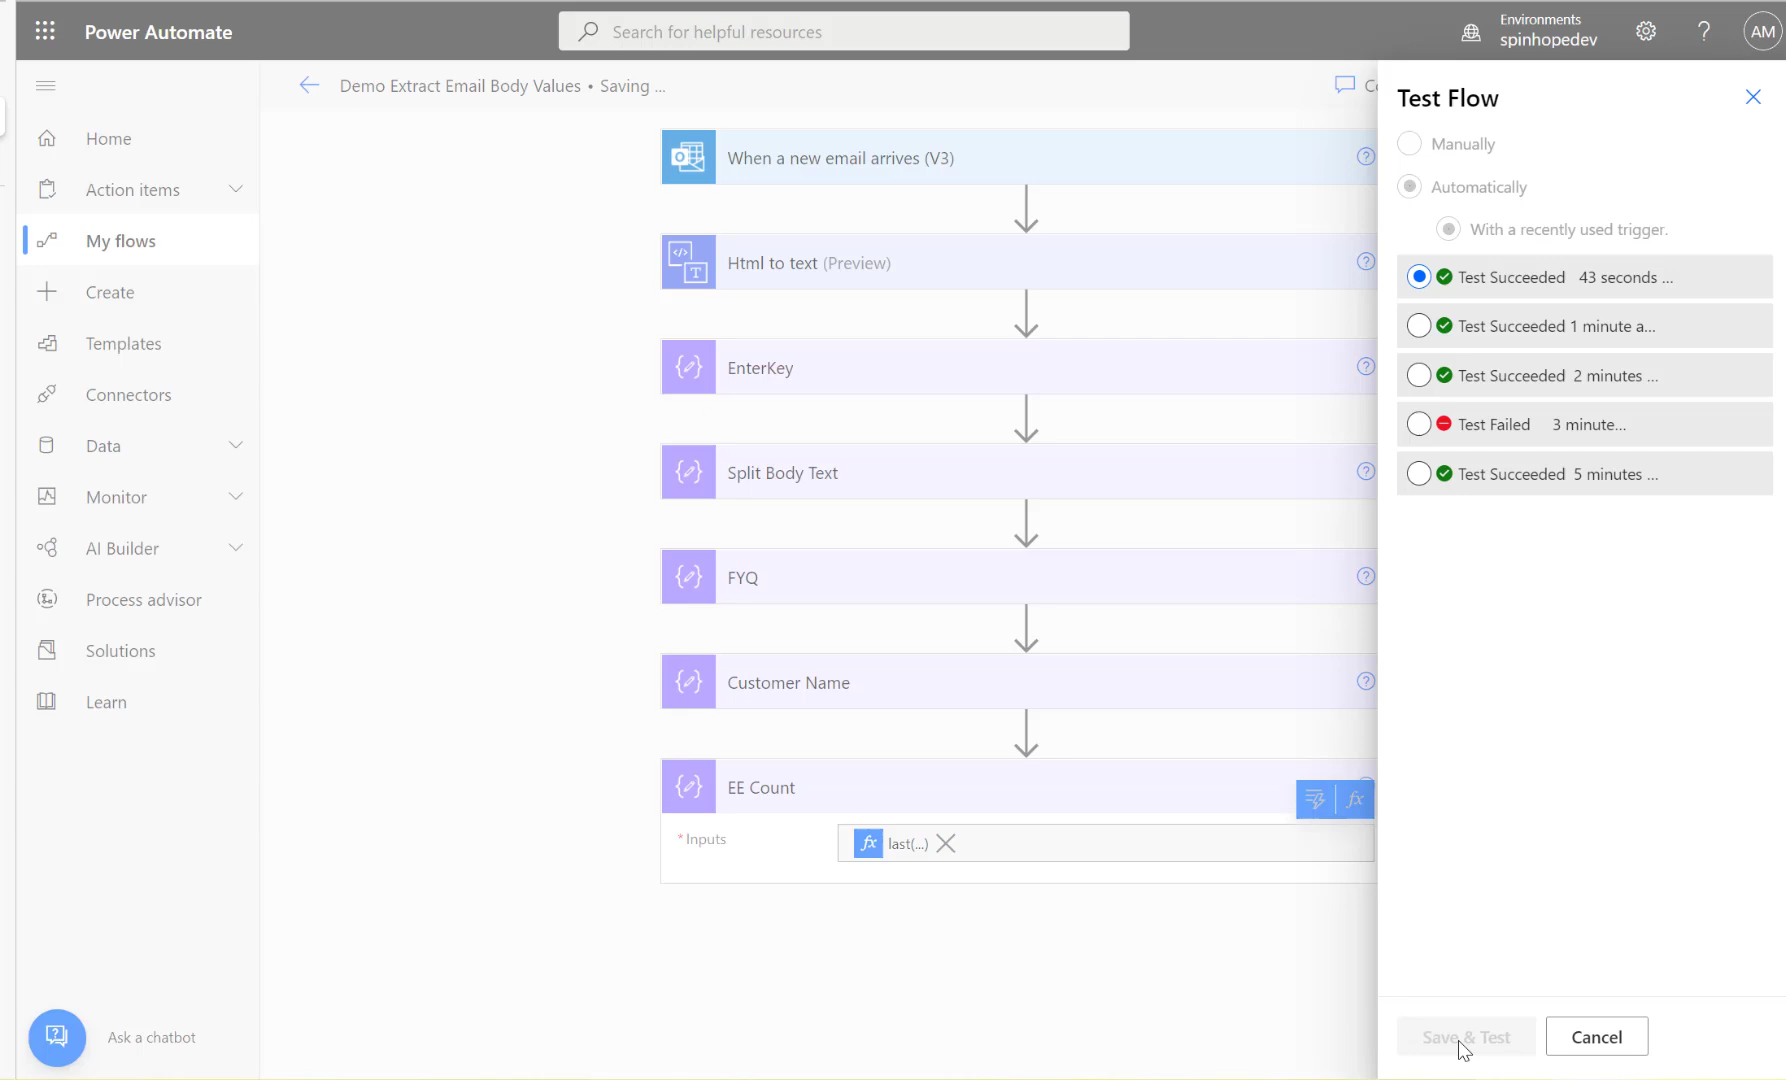 Power Automate
Search for helpful resources
Environments
spinhopedev
AM
Demo Extract Email Body Values • Saving ...
Home
Action items
My flows
Create
Templates
Connectors
Data
Monitor
AI Builder
Process advisor
Solutions
Learn
Ask a chatbot
When a new email arrives (V3)
Html to text (Preview)
EnterKey
Split Body Text
FYQ
Customer Name
EE Count
* Inputs
fx last(...)
fx
Test Flow
Manually
Automatically
With a recently used trigger.
Test Succeeded 43 seconds ...
Test Succeeded 1 minute a...
Test Succeeded 2 minutes ...
Test Failed 3 minute...
Test Succeeded 5 minutes ...
Save & Test
Cancel